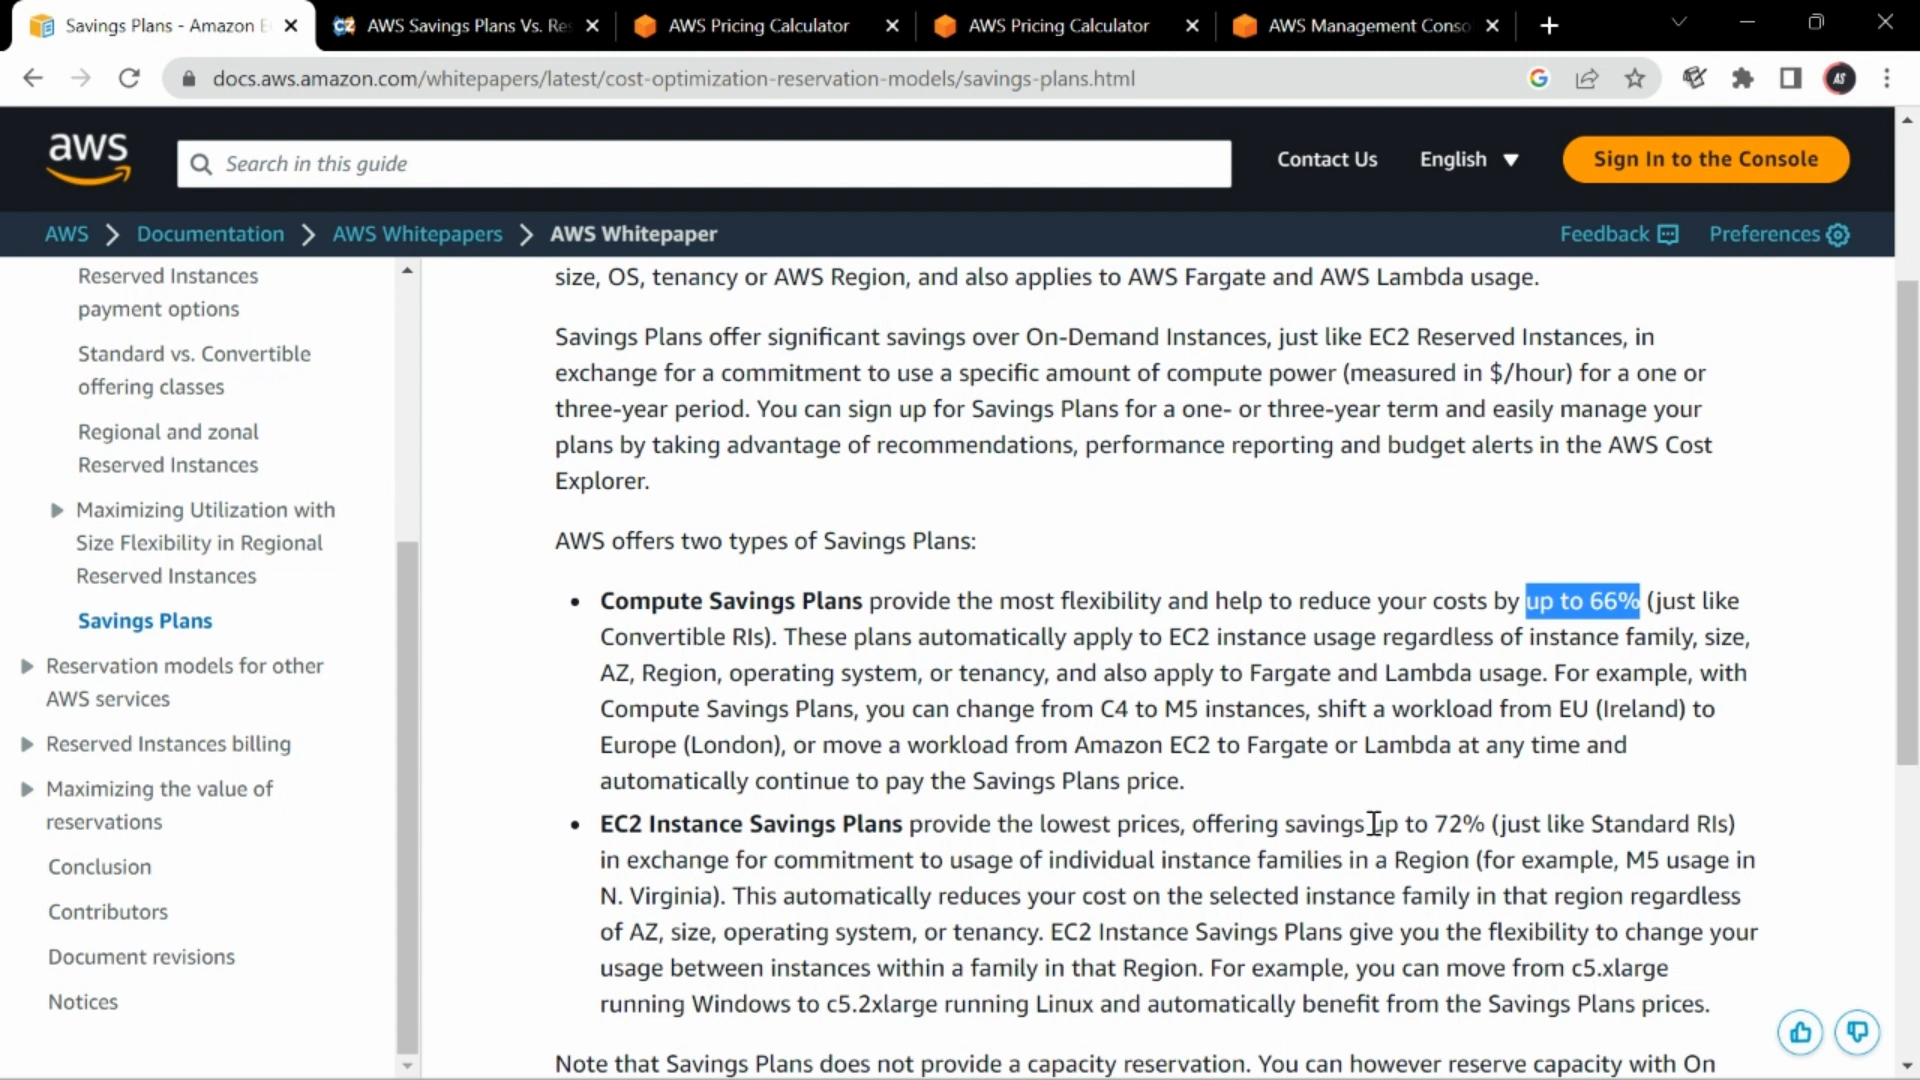 Savings Plans - Amazon E
AWS Savings Plans Vs. Res
AWS Pricing Calculator
AWS Pricing Calculator
AWS Management Conso
docs.aws.amazon.com/whitepapers/latest/cost-optimization-reservation-models/savings-plans.html
AS
aws
Search in this guide
Contact Us
English
Sign In to the Console
AWS
Documentation
AWS Whitepapers
AWS Whitepaper
Feedback
Preferences
Reserved Instances
payment options
Standard vs. Convertible
offering classes
Regional and zonal
Reserved Instances
Maximizing Utilization with
Size Flexibility in Regional
Reserved Instances
Savings Plans
Reservation models for other
AWS services
Reserved Instances billing
Maximizing the value of
reservations
Conclusion
Contributors
Document revisions
Notices
size, OS, tenancy or AWS Region, and also applies to AWS Fargate and AWS Lambda usage.
Savings Plans offer significant savings over On-Demand Instances, just like EC2 Reserved Instances, in
exchange for a commitment to use a specific amount of compute power (measured in $/hour) for a one or
three-year period. You can sign up for Savings Plans for a one- or three-year term and easily manage your
plans by taking advantage of recommendations, performance reporting and budget alerts in the AWS Cost
Explorer.
AWS offers two types of Savings Plans:
• Compute Savings Plans provide the most flexibility and help to reduce your costs by up to 66% (just like
Convertible RIs). These plans automatically apply to EC2 instance usage regardless of instance family, size,
AZ, Region, operating system, or tenancy, and also apply to Fargate and Lambda usage. For example, with
Compute Savings Plans, you can change from C4 to M5 instances, shift a workload from EU (Ireland) to
Europe (London), or move a workload from Amazon EC2 to Fargate or Lambda at any time and
automatically continue to pay the Savings Plans price.
• EC2 Instance Savings Plans provide the lowest prices, offering savings up to 72% (just like Standard RIs)
in exchange for commitment to usage of individual instance families in a Region (for example, M5 usage in
N. Virginia). This automatically reduces your cost on the selected instance family in that region regardless
of AZ, size, operating system, or tenancy. EC2 Instance Savings Plans give you the flexibility to change your
usage between instances within a family in that Region. For example, you can move from c5.xlarge
running Windows to c5.2xlarge running Linux and automatically benefit from the Savings Plans prices.
Note that Savings Plans does not provide a capacity reservation. You can however reserve capacity with On